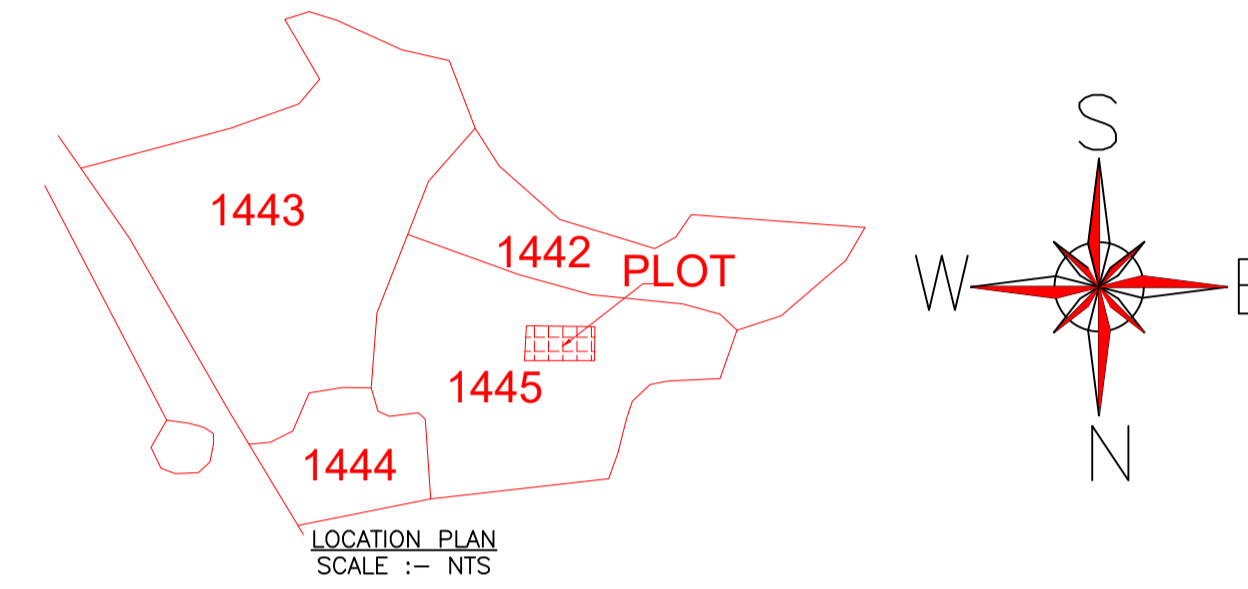 S
1443
1442
PLOT
W
E
1445
1444
N
LOCATION PLAN
SCALE :– NTS